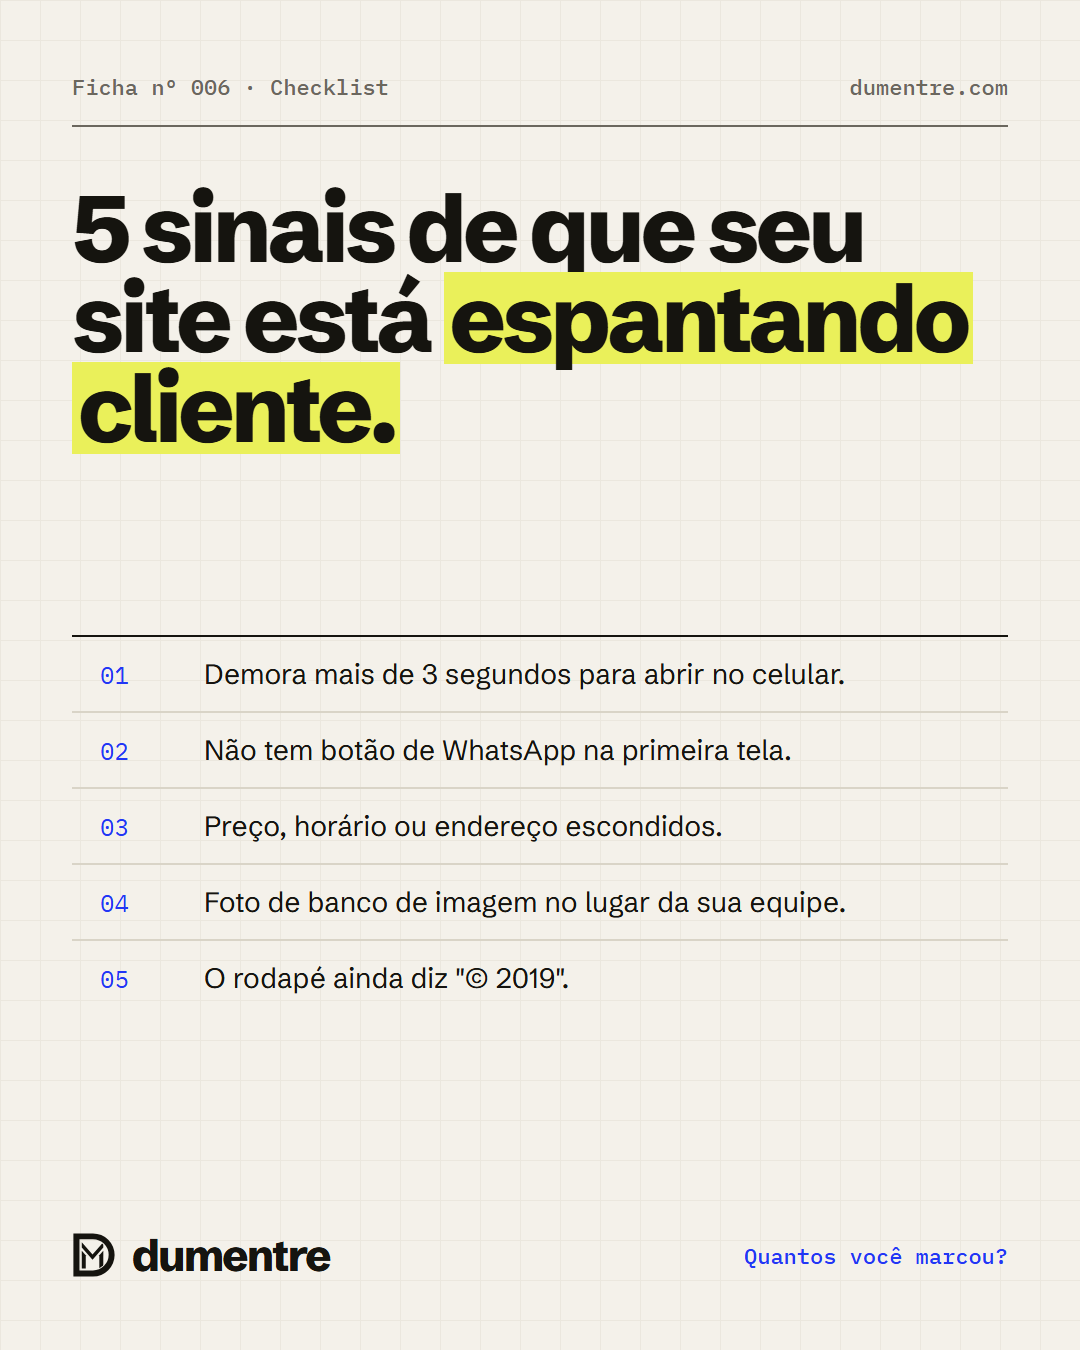 Ficha nº 006 · Checklist
dumentre.com
5 sinais de que seu
site está espantando
cliente.
01 Demora mais de 3 segundos para abrir no celular.
02 Não tem botão de WhatsApp na primeira tela.
03 Preço, horário ou endereço escondidos.
04 Foto de banco de imagem no lugar da sua equipe.
05 O rodapé ainda diz "© 2019".
dumentre
Quantos você marcou?